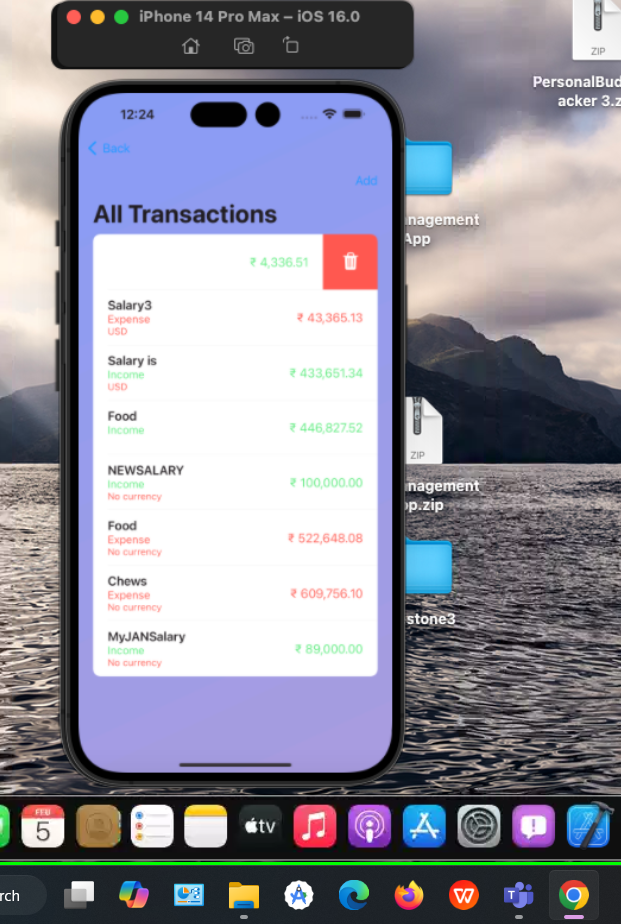 iPhone 14 Pro Max – iOS 16.0
ZIP
PersonalBud
acker 3.z
12:24
Back
Add
All Transactions
nagement
App
₹ 4,336.51
Salary3
Expense
USD
₹ 43,365.13
Salary is
Income
USD
₹ 433,651.34
Food
Income
₹ 446,827.52
ZIP
NEWSALARY
Income
No currency
₹ 100,000.00
nagement
op.zip
Food
Expense
No currency
₹ 522,648.08
Chews
Expense
No currency
₹ 609,756.10
stone3
MyJANSalary
Income
No currency
₹ 89,000.00
FEB
5
tv
rch